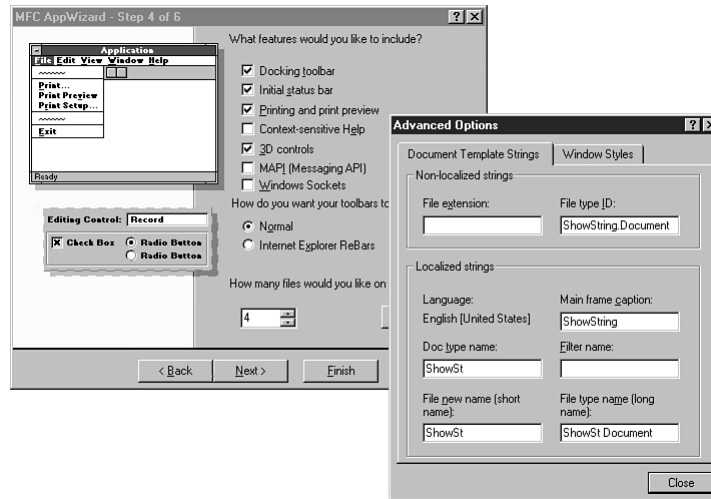 MFC AppWizard - Step 4 of 6
Application
File Edit View Window Help
Print...
Print Preview
Print Setup...
Exit
Ready
Editing Control: Record
Check Box
Radio Button
Radio Button
What features would you like to include?
Docking toolbar
Initial status bar
Printing and print preview
Context-sensitive Help
3D controls
MAPI (Messaging API)
Windows Sockets
How do you want your toolbars to
Normal
Internet Explorer ReBars
How many files would you like on
4
< Back
Next >
Finish
Advanced Options
Document Template Strings
Window Styles
Non-localized strings
File extension:
File type ID:
ShowString.Document
Localized strings
Language:
Main frame caption:
English [United States]
ShowString
Doc type name:
Filter name:
ShowSt
File new name (short
name):
File type name (long
name):
ShowSt
ShowSt Document
Close